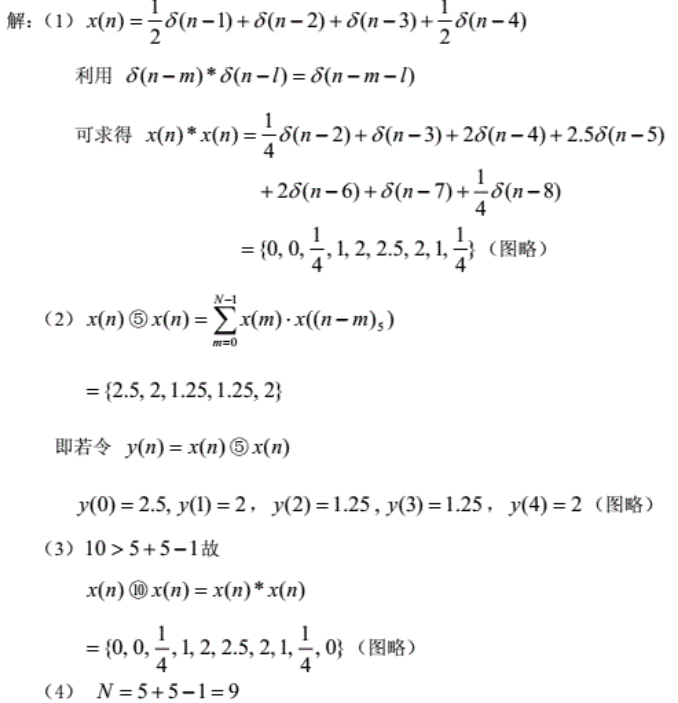 解:（1） x(n) = 1/2 δ(n−1) + δ(n−2) + δ(n−3) + 1/2 δ(n−4)
利用 δ(n−m) * δ(n−l) = δ(n−m−l)
可求得 x(n) * x(n) = 1/4 δ(n−2) + δ(n−3) + 2δ(n−4) + 2.5δ(n−5)
+ 2δ(n−6) + δ(n−7) + 1/4 δ(n−8)
= {0, 0, 1/4, 1, 2, 2.5, 2, 1, 1/4}（图略）
（2） x(n) ⑤ x(n) = ∑_{m=0}^{N−1} x(m) · x((n−m)₅)
= {2.5, 2, 1.25, 1.25, 2}
即若令 y(n) = x(n) ⑤ x(n)
y(0) = 2.5, y(1) = 2， y(2) = 1.25 , y(3) = 1.25， y(4) = 2（图略）
（3）10 > 5 + 5 − 1故
x(n) ⑩ x(n) = x(n) * x(n)
= {0, 0, 1/4, 1, 2, 2.5, 2, 1, 1/4, 0}（图略）
（4） N = 5 + 5 − 1 = 9